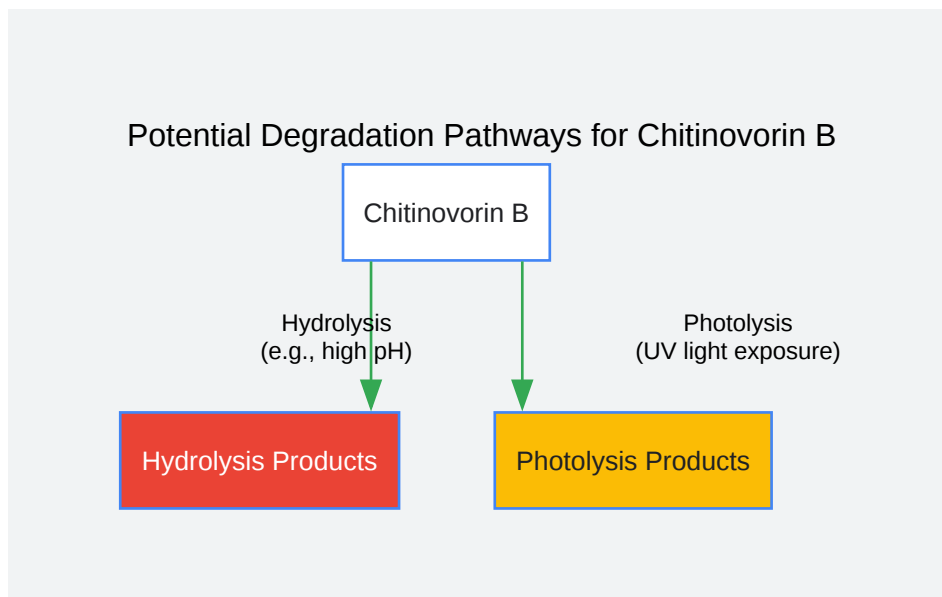 Potential Degradation Pathways for Chitinovorin B
Chitinovorin B
Hydrolysis
(e.g., high pH)
Photolysis
(UV light exposure)
Hydrolysis Products
Photolysis Products